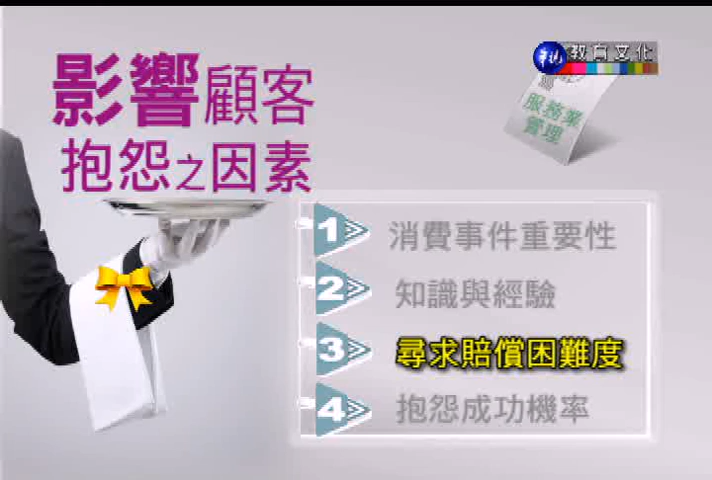 影響顧客
抱怨之因素
華視
教育文化
服務業
管理
1 消費事件重要性
2 知識與經驗
3 尋求賠償困難度
4 抱怨成功機率